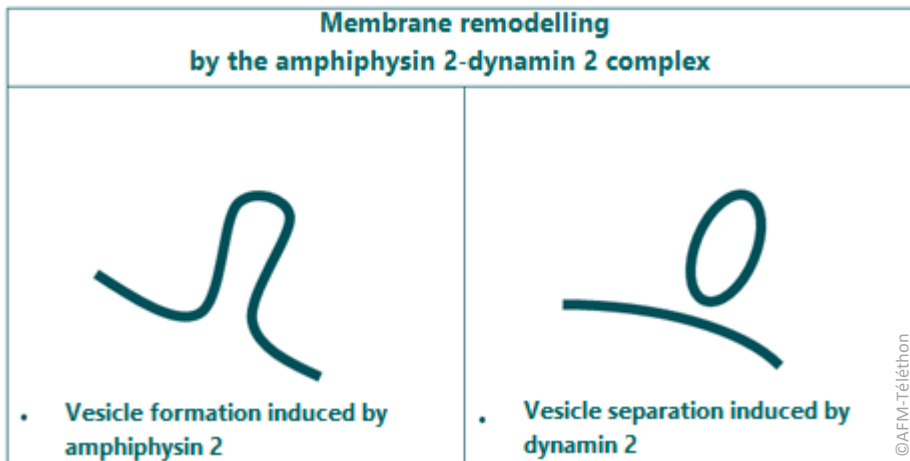 Membrane remodelling
by the amphiphysin 2-dynamin 2 complex
• Vesicle formation induced by
amphiphysin 2
• Vesicle separation induced by
dynamin 2
©AFM-Téléthon